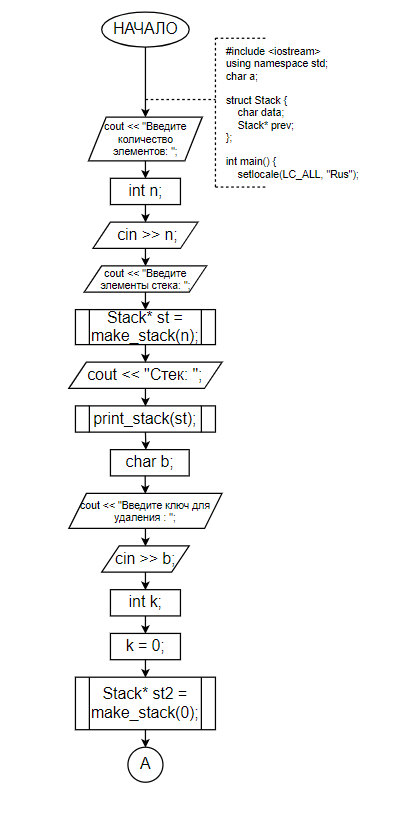 НАЧАЛО
#include <iostream>
using namespace std;
char a;
struct Stack {
char data;
Stack* prev;
};
int main() {
setlocale(LC_ALL, "Rus");
cout << "Введите
количество
элементов: ";
int n;
cin >> n;
cout << "Введите
элементы стека: ";
Stack* st =
make_stack(n);
cout << "Стек: ";
print_stack(st);
char b;
cout << "Введите ключ для
удаления : ";
cin >> b;
int k;
k = 0;
Stack* st2 =
make_stack(0);
A